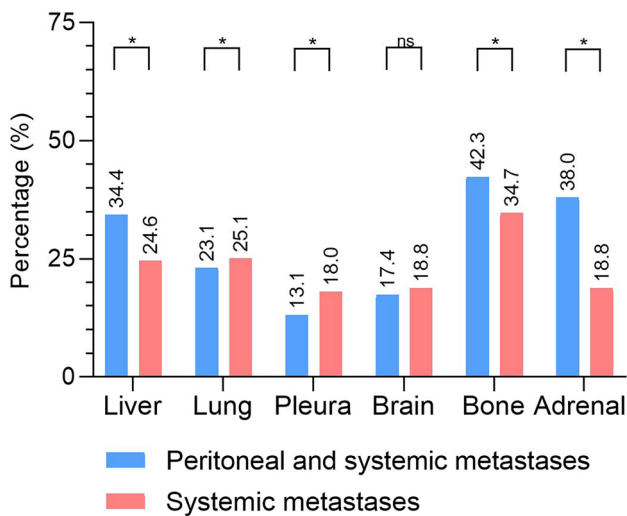 75
50
25
0
Percentage (%)
* * * ns * *
34.4 24.6 23.1 25.1 13.1 18.0 17.4 18.8 42.3 34.7 38.0 18.8
Liver Lung Pleura Brain Bone Adrenal
Peritoneal and systemic metastases
Systemic metastases